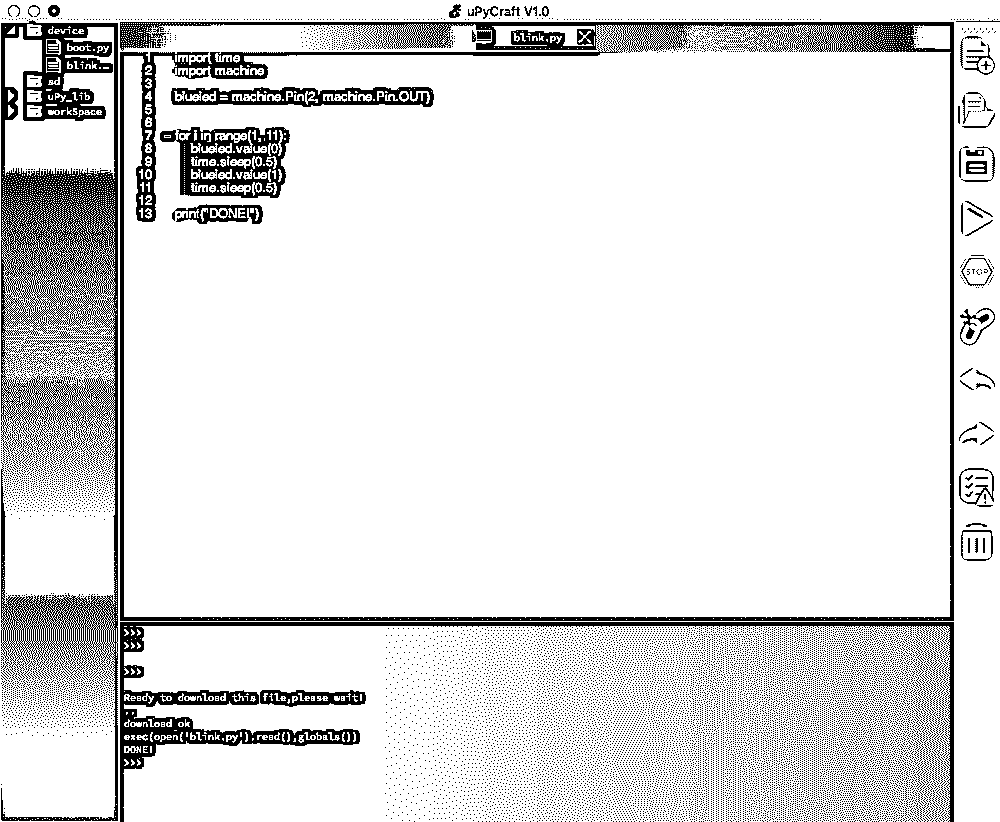 uPyCraft V1.0
device
boot.py
blink...
sd
uPy_lib
workSpace
blink.py
1 import time
2 import machine
3
4 blueled = machine.Pin(2, machine.Pin.OUT)
5
6
7 for i in range(1, 11):
8 blueled.value(0)
9 time.sleep(0.5)
10 blueled.value(1)
11 time.sleep(0.5)
12
13 print("DONE!")
STOP
>>>
>>>
>>>
Ready to download this file,please wait!
..
download ok
exec(open('blink.py').read(),globals())
DONE!
>>>